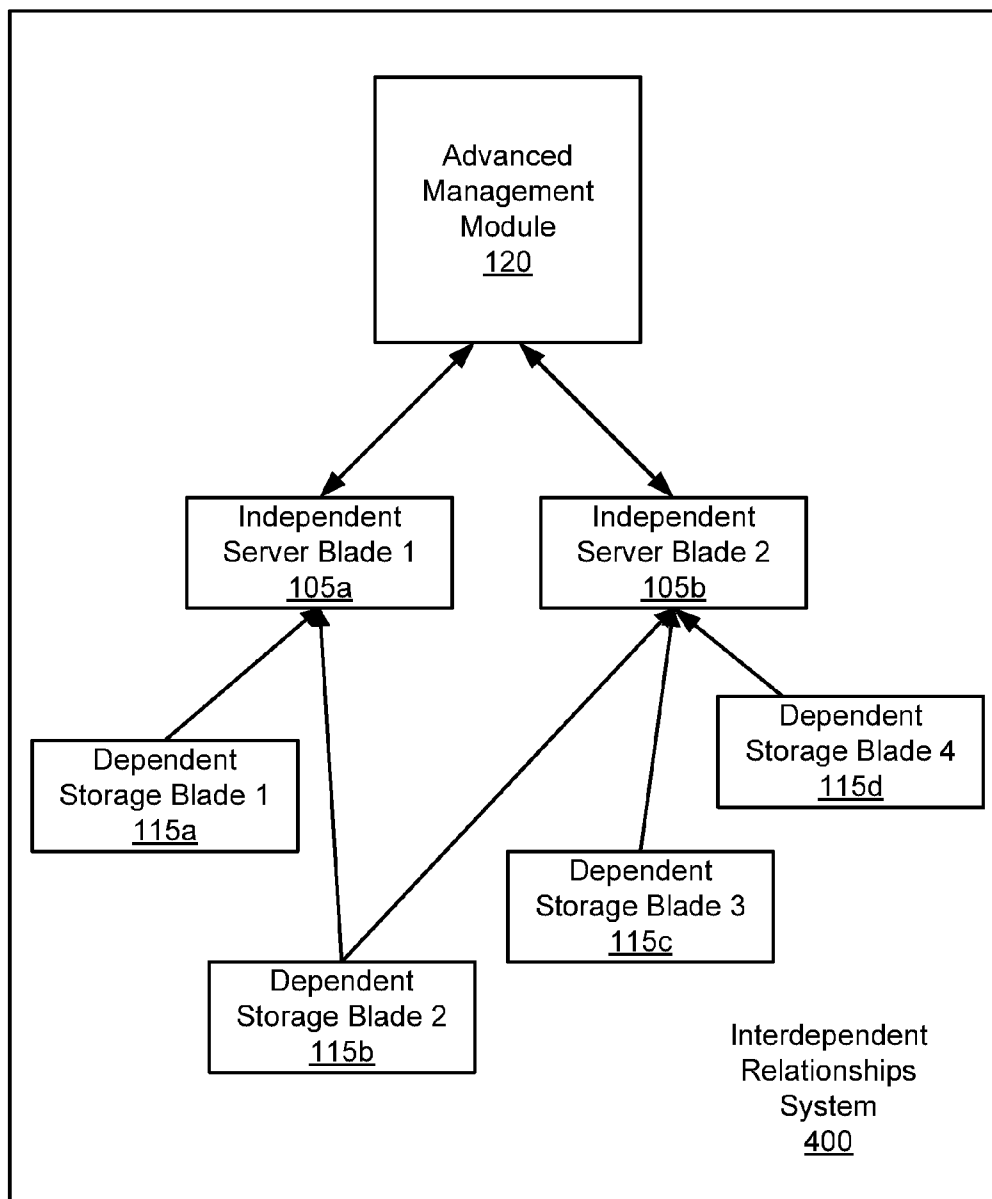 Advanced
Management
Module
120
Independent
Server Blade 1
105a
Independent
Server Blade 2
105b
Dependent
Storage Blade 1
115a
Dependent
Storage Blade 4
115d
Dependent
Storage Blade 3
115c
Dependent
Storage Blade 2
115b
Interdependent
Relationships
System
400